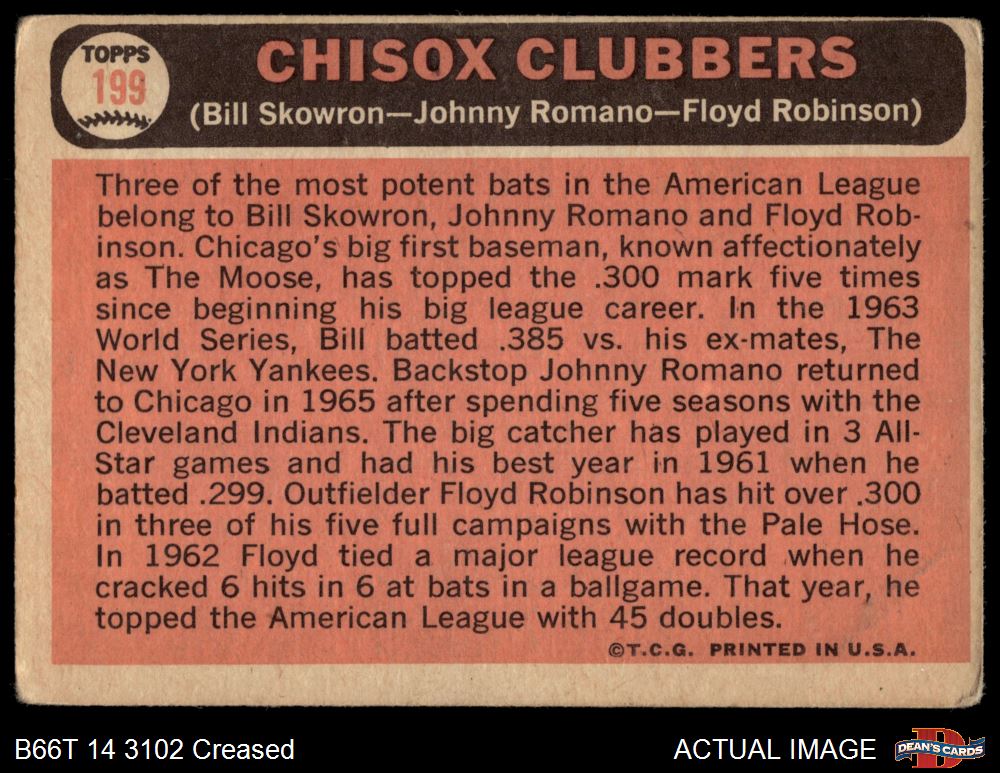 TOPPS
199
CHISOX CLUBBERS
(Bill Skowron—Johnny Romano—Floyd Robinson)
Three of the most potent bats in the American League
belong to Bill Skowron, Johnny Romano and Floyd Rob-
inson. Chicago's big first baseman, known affectionately
as The Moose, has topped the .300 mark five times
since beginning his big league career. In the 1963
World Series, Bill batted .385 vs. his ex-mates, The
New York Yankees. Backstop Johnny Romano returned
to Chicago in 1965 after spending five seasons with the
Cleveland Indians. The big catcher has played in 3 All-
Star games and had his best year in 1961 when he
batted .299. Outfielder Floyd Robinson has hit over .300
in three of his five full campaigns with the Pale Hose.
In 1962 Floyd tied a major league record when he
cracked 6 hits in 6 at bats in a ballgame. That year, he
topped the American League with 45 doubles.
©T.C.G. PRINTED IN U.S.A.
B66T 14 3102 Creased
ACTUAL IMAGE
DEAN'S CARDS